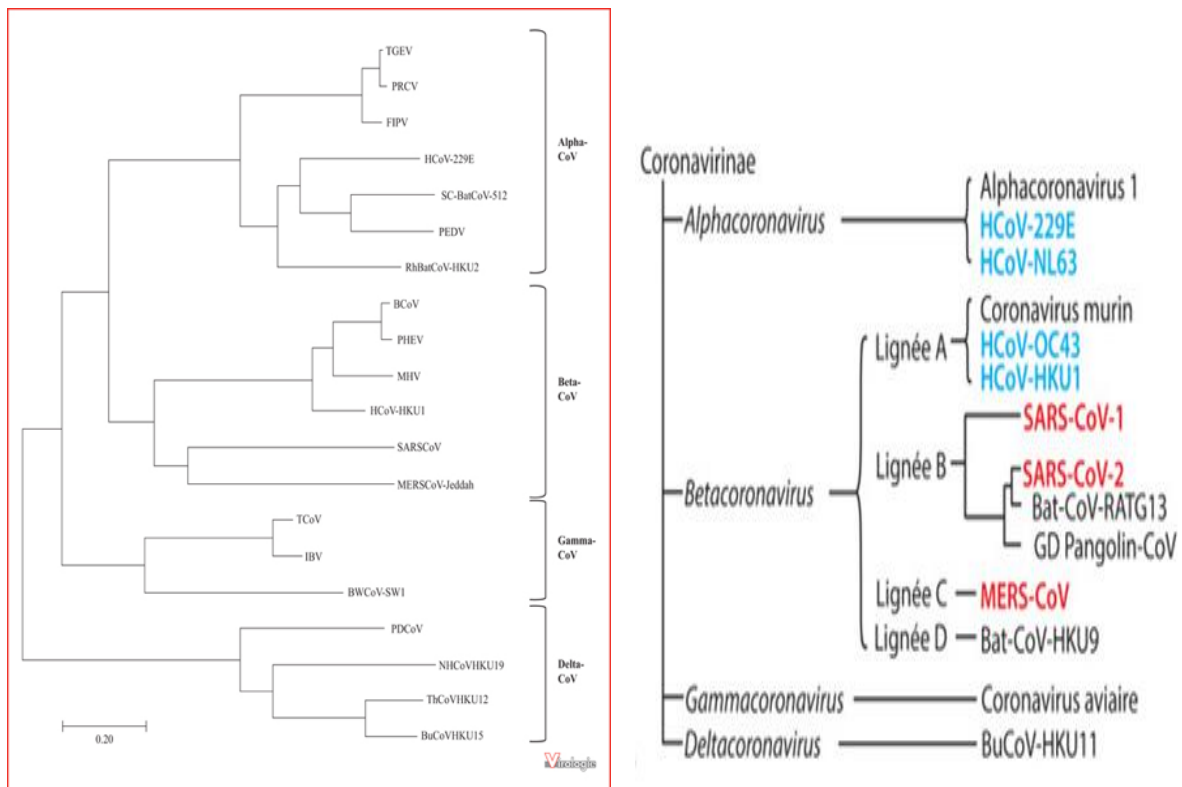 TGEV
PRCV
FIPV
Alpha-
CoV
HCoV-229E
SC-BatCoV-512
PEDV
RhBatCoV-HKU2
BCoV
PHEV
MHV
Beta-
CoV
HCoV-HKU1
SARSCoV
MERSCoV-Jeddah
TCoV
IBV
Gamma-
CoV
BWCoV-SW1
PDCoV
NHCoVHKU19
Delta-
CoV
ThCoVHKU12
BuCoVHKU15
0.20
Virologie
Coronavirinae
Alphacoronavirus
Alphacoronavirus 1
HCoV-229E
HCoV-NL63
Betacoronavirus
Lignée A
Coronavirus murin
HCoV-OC43
HCoV-HKU1
Lignée B
SARS-CoV-1
SARS-CoV-2
Bat-CoV-RATG13
GD Pangolin-CoV
Lignée C
MERS-CoV
Lignée D
Bat-CoV-HKU9
Gammacoronavirus
Coronavirus aviaire
Deltacoronavirus
BuCoV-HKU11